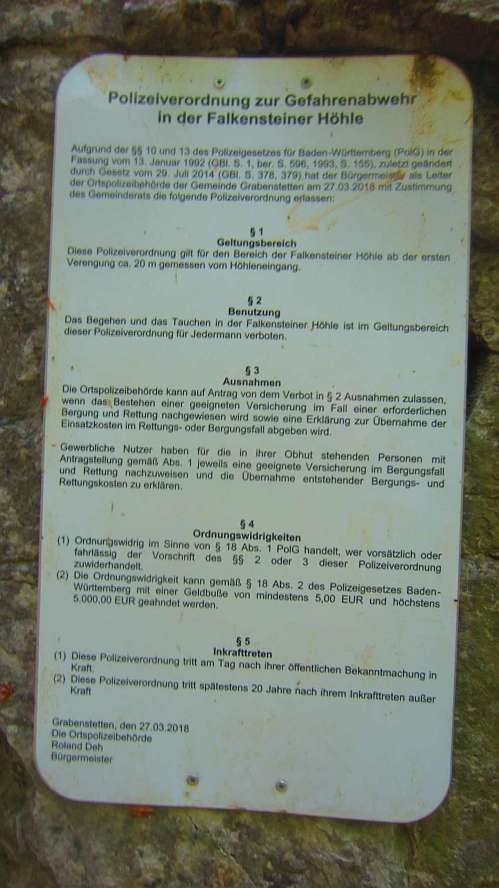 Polizeiverordnung zur Gefahrenabwehr
in der Falkensteiner Höhle
Aufgrund der §§ 10 und 13 des Polizeigesetzes für Baden-Württemberg (PolG) in der
Fassung vom 13. Januar 1992 (GBl. S. 1, ber. S. 596, 1993, S. 155), zuletzt geändert
durch Gesetz vom 29. Juli 2014 (GBl. S. 378, 379) hat der Bürgermeister als Leiter
der Ortspolizeibehörde der Gemeinde Grabenstetten am 27.03.2018 mit Zustimmung
des Gemeinderats die folgende Polizeiverordnung erlassen:
§ 1
Geltungsbereich
Diese Polizeiverordnung gilt für den Bereich der Falkensteiner Höhle ab der ersten
Verengung ca. 20 m gemessen vom Höhleneingang.
§ 2
Benutzung
Das Begehen und das Tauchen in der Falkensteiner Höhle ist im Geltungsbereich
dieser Polizeiverordnung für Jedermann verboten.
§ 3
Ausnahmen
Die Ortspolizeibehörde kann auf Antrag von dem Verbot in § 2 Ausnahmen zulassen,
wenn das Bestehen einer geeigneten Versicherung im Fall einer erforderlichen
Bergung und Rettung nachgewiesen wird sowie eine Erklärung zur Übernahme der
Einsatzkosten im Rettungs- oder Bergungsfall abgeben wird.
Gewerbliche Nutzer haben für die in ihrer Obhut stehenden Personen mit
Antragstellung gemäß Abs. 1 jeweils eine geeignete Versicherung im Bergungsfall
und Rettung nachzuweisen und die Übernahme entstehender Bergungs- und
Rettungskosten zu erklären.
§ 4
Ordnungswidrigkeiten
(1) Ordnungswidrig im Sinne von § 18 Abs. 1 PolG handelt, wer vorsätzlich oder
fahrlässig der Vorschrift des §§ 2 oder 3 dieser Polizeiverordnung
zuwiderhandelt.
(2) Die Ordnungswidrigkeit kann gemäß § 18 Abs. 2 des Polizeigesetzes Baden-
Württemberg mit einer Geldbuße von mindestens 5,00 EUR und höchstens
5.000,00 EUR geahndet werden.
§ 5
Inkrafttreten
(1) Diese Polizeiverordnung tritt am Tag nach ihrer öffentlichen Bekanntmachung in
Kraft.
(2) Diese Polizeiverordnung tritt spätestens 20 Jahre nach ihrem Inkrafttreten außer
Kraft
Grabenstetten, den 27.03.2018
Die Ortspolizeibehörde
Roland Deh
Bürgermeister